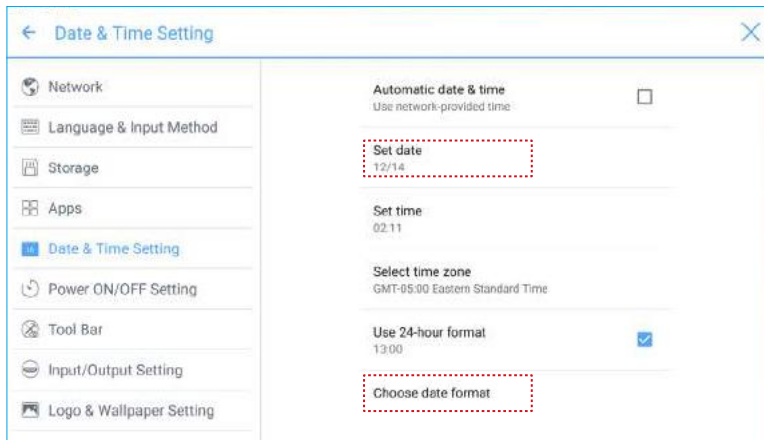 Date & Time Setting
Network
Language & Input Method
Storage
Apps
Date & Time Setting
Power ON/OFF Setting
Tool Bar
Input/Output Setting
Logo & Wallpaper Setting
Automatic date & time
Use network-provided time
Set date
12/14
Set time
02:11
Select time zone
GMT-05:00 Eastern Standard Time
Use 24-hour format
13:00
Choose date format